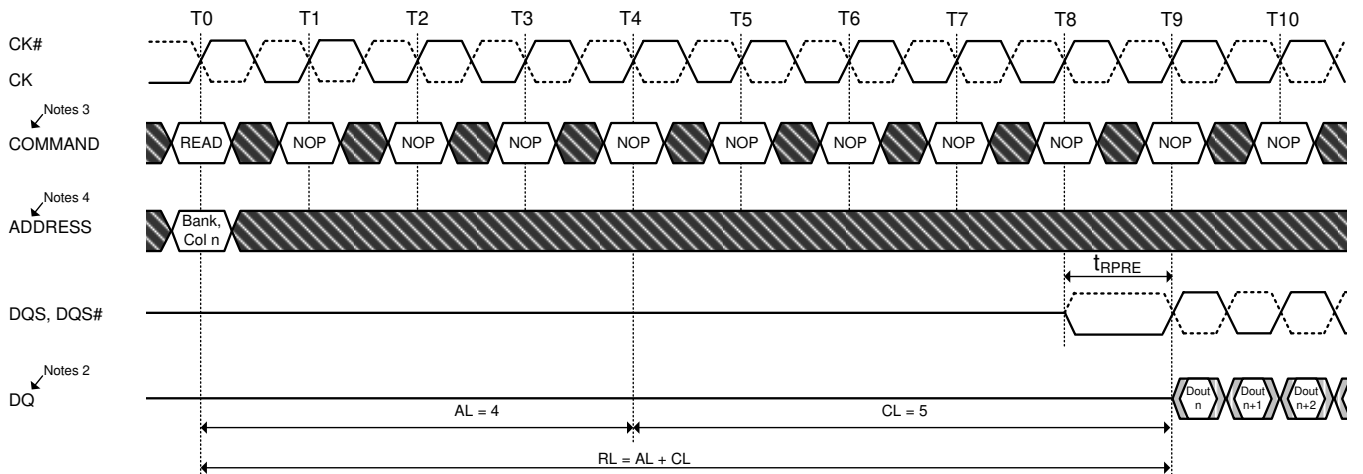 T0 T1 T2 T3 T4 T5 T6 T7 T8 T9 T10
CK#
CK
Notes 3
COMMAND READ NOP NOP NOP NOP NOP NOP NOP NOP NOP NOP
Notes 4
ADDRESS Bank, Col n
tRPRE
DQS, DQS#
Notes 2
DQ Dout n Dout n+1 Dout n+2
AL = 4 CL = 5
RL = AL + CL